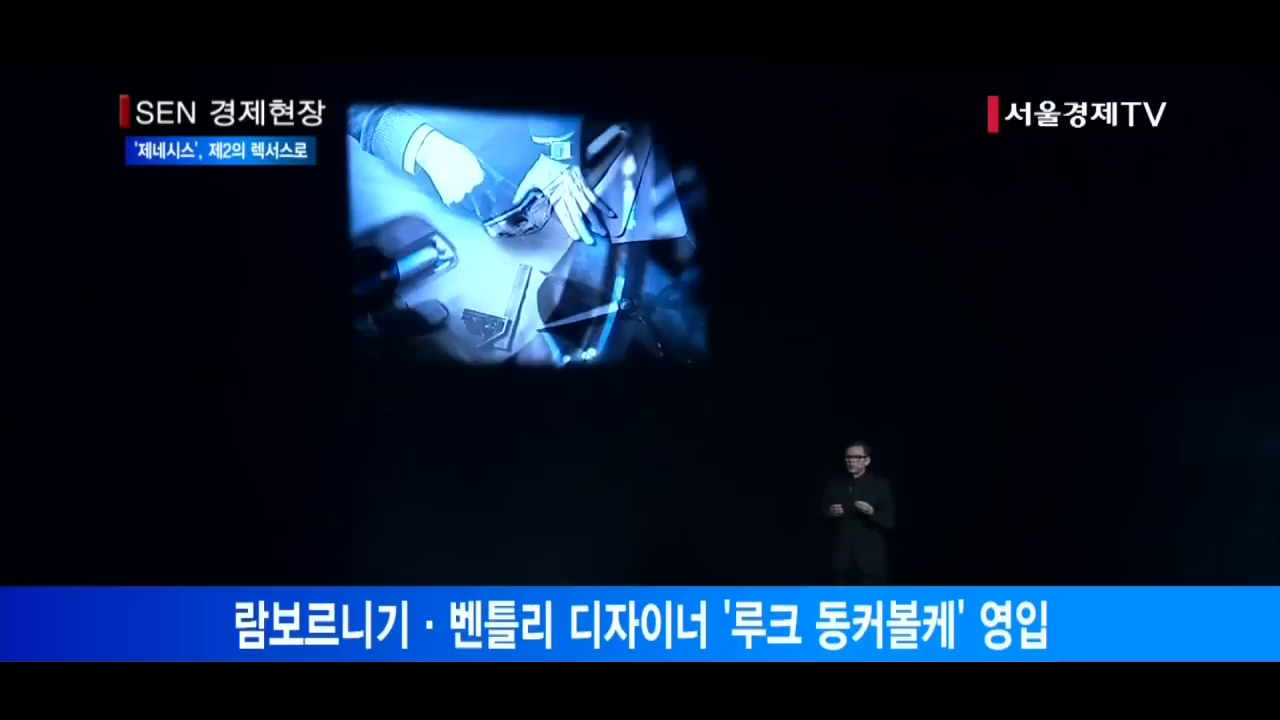 SEN 경제현장
'제네시스', 제2의 렉서스로
서울경제TV
람보르니기 · 벤틀리 디자이너 '루크 동커볼케' 영입